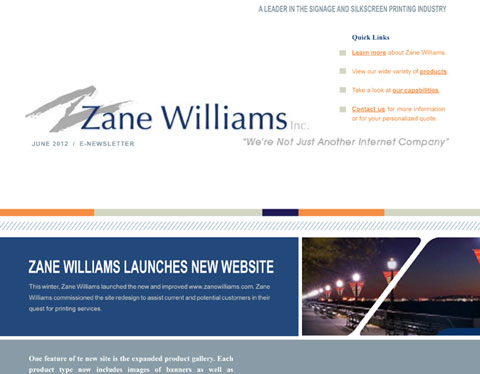 A LEADER IN THE SIGNAGE AND SILKSCREEN PRINTING INDUSTRY
Quick Links
Learn more about Zane Williams.
View our wide variety of products.
Take a look at our capabilities.
Contact us for more information
or for your personalized quote.
Zane Williams Inc.
JUNE 2012 / E-NEWSLETTER
"We're Not Just Another Internet Company"
ZANE WILLIAMS LAUNCHES NEW WEBSITE
This winter, Zane Williams launched the new and improved www.zanewilliams.com. Zane
Williams commissioned the site redesign to assist current and potential customers in their
quest for printing services.
One feature of te new site is the expanded product gallery. Each
product type now includes images of banners as well as